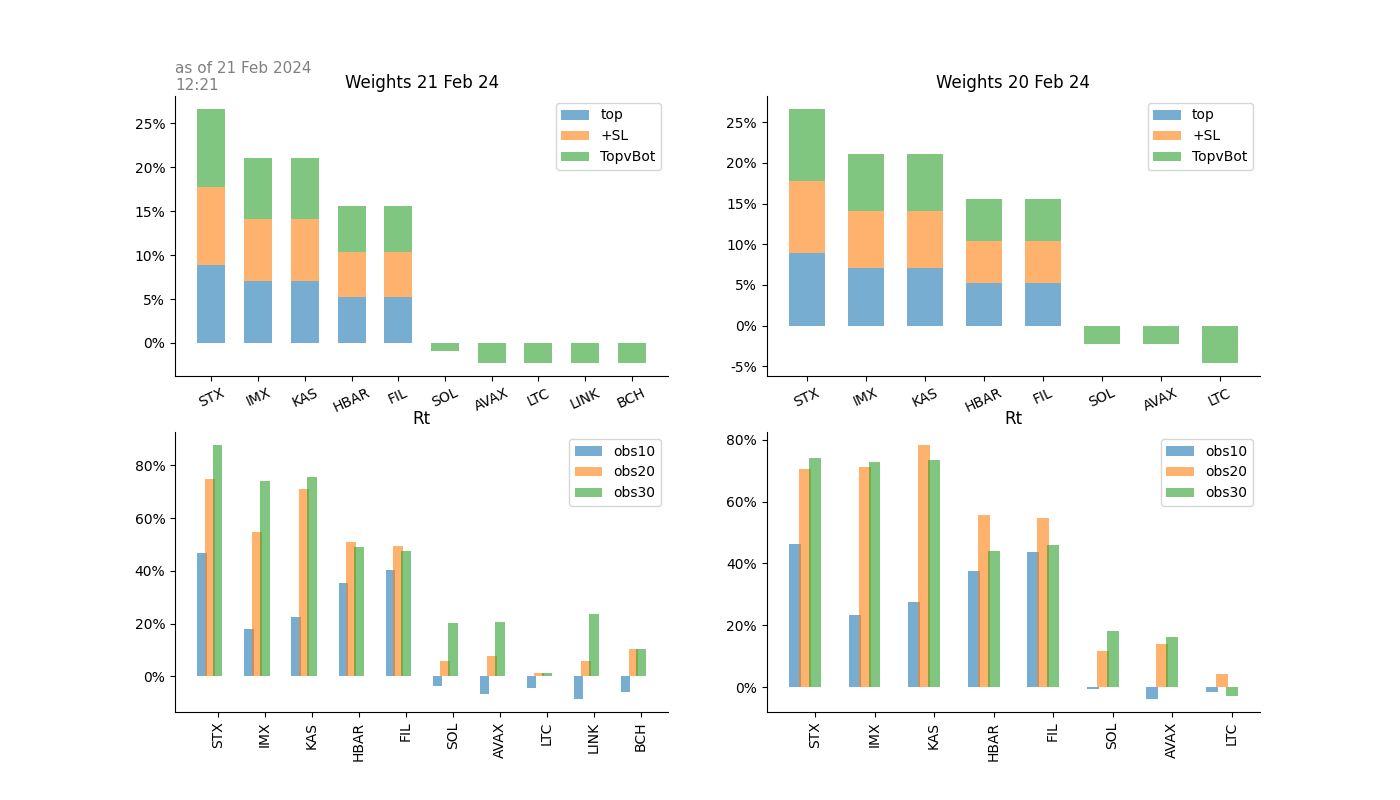 as of 21 Feb 2024
12:21
Weights 21 Feb 24
25%
20%
15%
10%
5%
0%
top
+SL
TopvBot
STX IMX KAS HBAR FIL SOL AVAX LTC LINK BCH
Weights 20 Feb 24
25%
20%
15%
10%
5%
0%
-5%
top
+SL
TopvBot
STX IMX KAS HBAR FIL SOL AVAX LTC
Rt
80%
60%
40%
20%
0%
obs10
obs20
obs30
STX IMX KAS HBAR FIL SOL AVAX LTC LINK BCH
Rt
80%
60%
40%
20%
0%
obs10
obs20
obs30
STX IMX KAS HBAR FIL SOL AVAX LTC